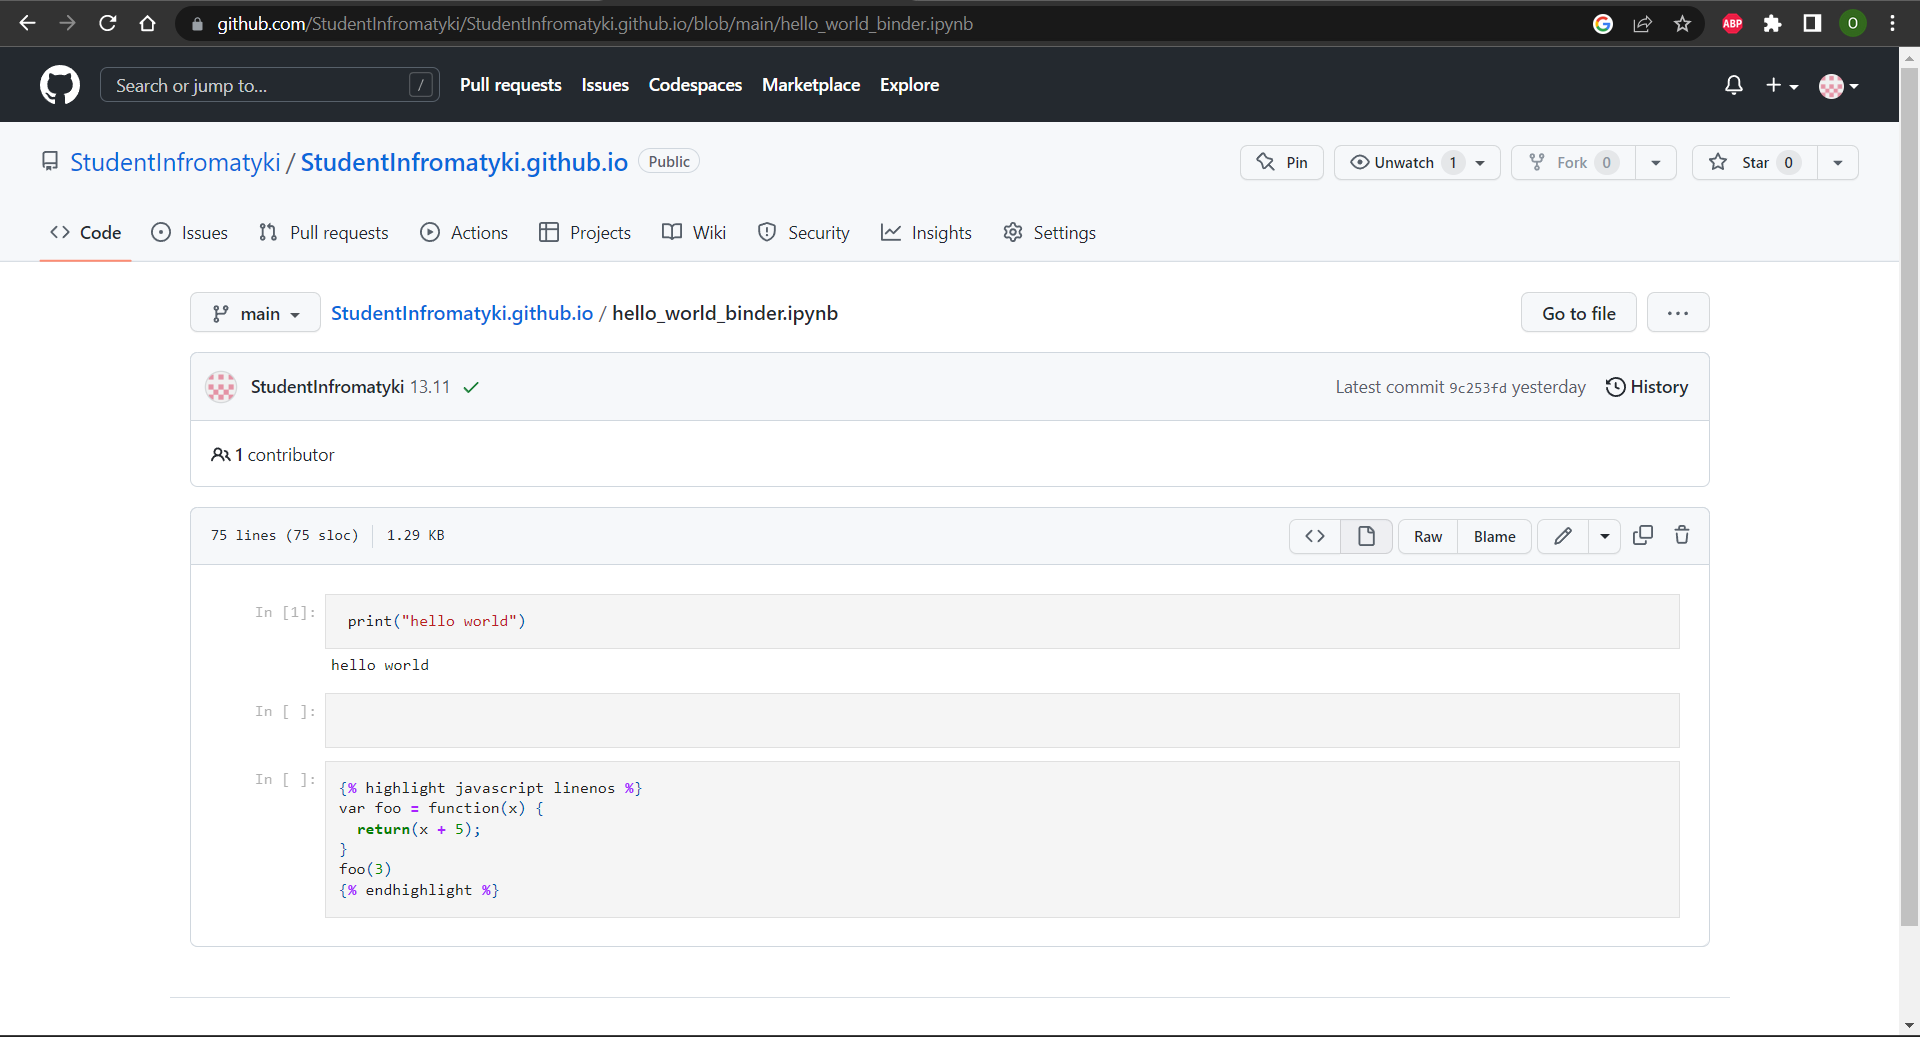 github.com/StudentInfromatyki/StudentInfromatyki.github.io/blob/main/hello_world_binder.ipynb
ABP
O
Search or jump to...
/
Pull requests
Issues
Codespaces
Marketplace
Explore
StudentInfromatyki / StudentInfromatyki.github.io
Public
Pin
Unwatch 1
Fork 0
Star 0
Code
Issues
Pull requests
Actions
Projects
Wiki
Security
Insights
Settings
main
StudentInfromatyki.github.io / hello_world_binder.ipynb
Go to file
StudentInfromatyki 13.11
Latest commit 9c253fd yesterday
History
1 contributor
75 lines (75 sloc)
1.29 KB
Raw
Blame
In [1]:
print("hello world")
hello world
In [ ]:
In [ ]:
{% highlight javascript linenos %}
var foo = function(x) {
  return(x + 5);
}
foo(3)
{% endhighlight %}